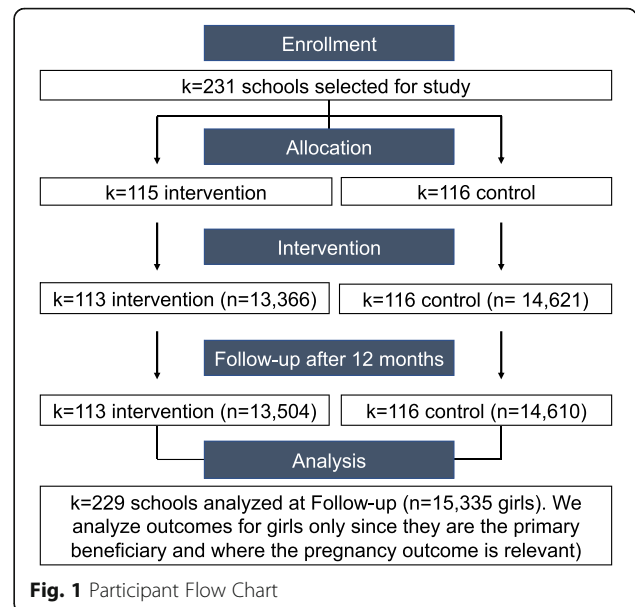 Enrollment
k=231 schools selected for study
Allocation
k=115 intervention
k=116 control
Intervention
k=113 intervention (n=13,366)
k=116 control (n= 14,621)
Follow-up after 12 months
k=113 intervention (n=13,504)
k=116 control (n=14,610)
Analysis
k=229 schools analyzed at Follow-up (n=15,335 girls). We
analyze outcomes for girls only since they are the primary
beneficiary and where the pregnancy outcome is relevant)
Fig. 1 Participant Flow Chart